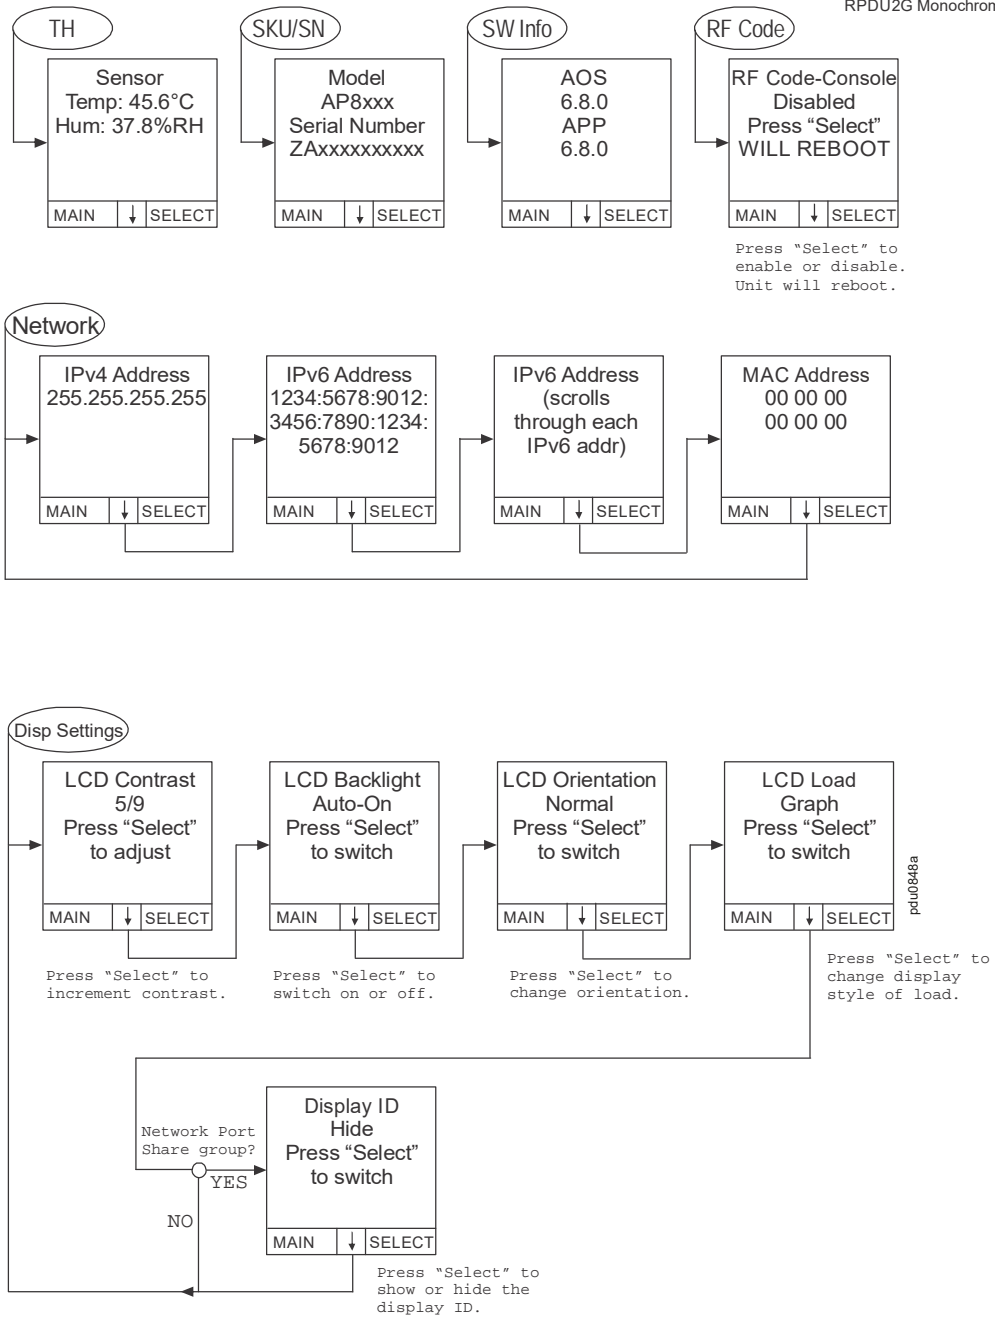 RPDU2G Monochrom
TH
Sensor
Temp: 45.6°C
Hum: 37.8%RH
MAIN ↓ SELECT
SKU/SN
Model
AP8xxx
Serial Number
ZAxxxxxxxxxx
MAIN ↓ SELECT
SW Info
AOS
6.8.0
APP
6.8.0
MAIN ↓ SELECT
RF Code
RF Code-Console
Disabled
Press “Select”
WILL REBOOT
MAIN ↓ SELECT
Press “Select” to
enable or disable.
Unit will reboot.
Network
IPv4 Address
255.255.255.255
MAIN ↓ SELECT
IPv6 Address
1234:5678:9012:
3456:7890:1234:
5678:9012
MAIN ↓ SELECT
IPv6 Address
(scrolls
through each
IPv6 addr)
MAIN ↓ SELECT
MAC Address
00 00 00
00 00 00
MAIN ↓ SELECT
Disp Settings
LCD Contrast
5/9
Press “Select”
to adjust
MAIN ↓ SELECT
Press “Select” to
increment contrast.
LCD Backlight
Auto-On
Press “Select”
to switch
MAIN ↓ SELECT
Press “Select” to
switch on or off.
LCD Orientation
Normal
Press “Select”
to switch
MAIN ↓ SELECT
Press “Select” to
change orientation.
LCD Load
Graph
Press “Select”
to switch
MAIN ↓ SELECT
Press “Select” to
change display
style of load.
pdu0848a
Network Port
Share group?
YES
NO
Display ID
Hide
Press “Select”
to switch
MAIN ↓ SELECT
Press “Select” to
show or hide the
display ID.